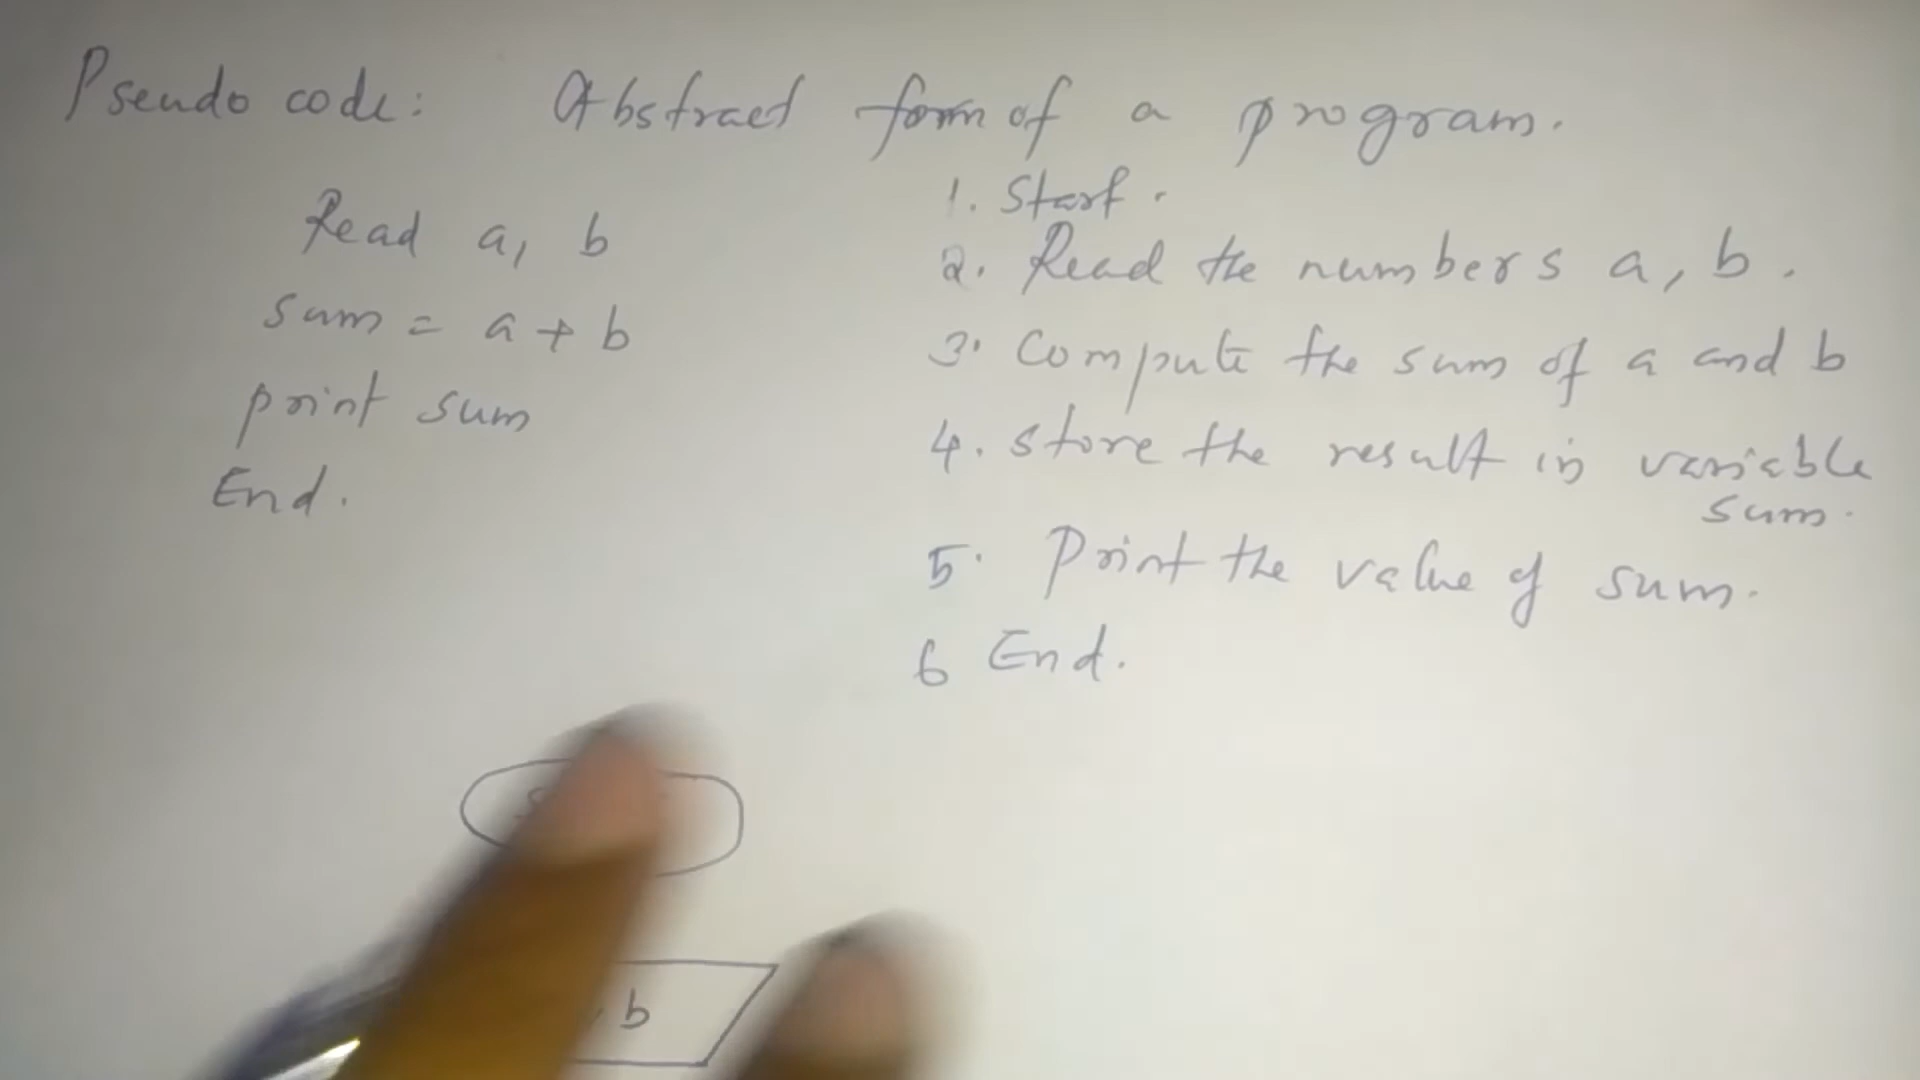 Pseudo code: Abstract form of a program.
Read a, b
sum = a + b
print sum
End.
1. Start.
2. Read the numbers a, b.
3. Compute the sum of a and b
4. Store the result in variable
sum.
5. Print the value of sum.
6 End.
b